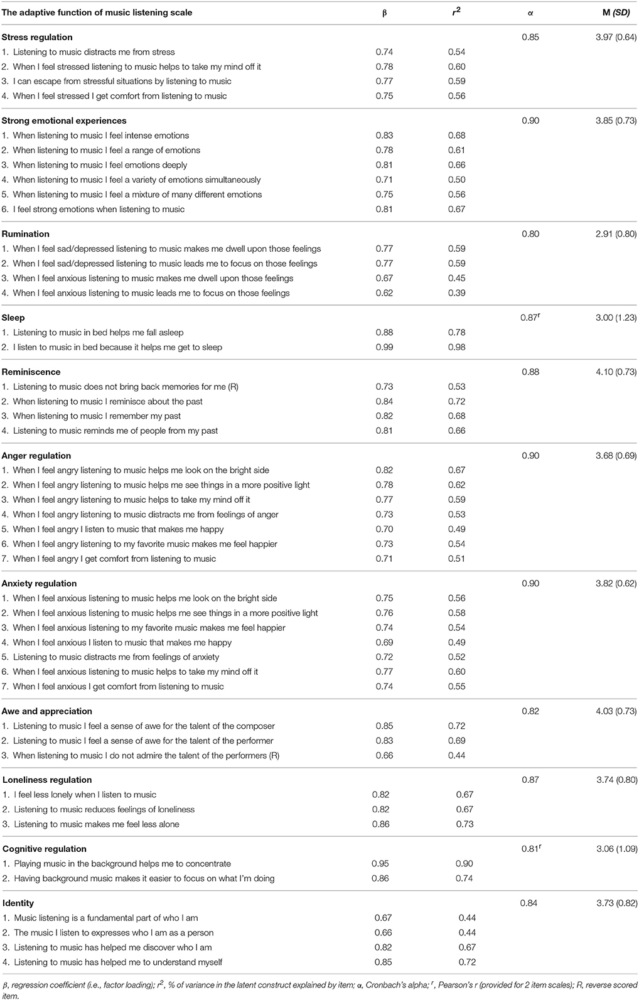 The adaptive function of music listening scale β r² α M (SD)
Stress regulation 0.85 3.97 (0.64)
1. Listening to music distracts me from stress 0.74 0.54
2. When I feel stressed listening to music helps to take my mind off it 0.78 0.60
3. I can escape from stressful situations by listening to music 0.77 0.59
4. When I feel stressed I get comfort from listening to music 0.75 0.56
Strong emotional experiences 0.90 3.85 (0.73)
1. When listening to music I feel intense emotions 0.83 0.68
2. When listening to music I feel a range of emotions 0.78 0.61
3. When listening to music I feel emotions deeply 0.81 0.66
4. When listening to music I feel a variety of emotions simultaneously 0.71 0.50
5. When listening to music I feel a mixture of many different emotions 0.75 0.56
6. I feel strong emotions when listening to music 0.81 0.67
Rumination 0.80 2.91 (0.80)
1. When I feel sad/depressed listening to music makes me dwell upon those feelings 0.77 0.59
2. When I feel sad/depressed listening to music leads me to focus on those feelings 0.77 0.59
3. When I feel anxious listening to music makes me dwell upon those feelings 0.67 0.45
4. When I feel anxious listening to music leads me to focus on those feelings 0.62 0.39
Sleep 0.87ʳ 3.00 (1.23)
1. Listening to music in bed helps me fall asleep 0.88 0.78
2. I listen to music in bed because it helps me get to sleep 0.99 0.98
Reminiscence 0.88 4.10 (0.73)
1. Listening to music does not bring back memories for me (R) 0.73 0.53
2. When listening to music I reminisce about the past 0.84 0.72
3. When listening to music I remember my past 0.82 0.68
4. Listening to music reminds me of people from my past 0.81 0.66
Anger regulation 0.90 3.68 (0.69)
1. When I feel angry listening to music helps me look on the bright side 0.82 0.67
2. When I feel angry listening to music helps me see things in a more positive light 0.78 0.62
3. When I feel angry listening to music helps to take my mind off it 0.77 0.59
4. When I feel angry listening to music distracts me from feelings of anger 0.73 0.53
5. When I feel angry I listen to music that makes me happy 0.70 0.49
6. When I feel angry listening to my favorite music makes me feel happier 0.73 0.54
7. When I feel angry I get comfort from listening to music 0.71 0.51
Anxiety regulation 0.90 3.82 (0.62)
1. When I feel anxious listening to music helps me look on the bright side 0.75 0.56
2. When I feel anxious listening to music helps me see things in a more positive light 0.76 0.58
3. When I feel anxious listening to my favorite music makes me feel happier 0.74 0.54
4. When I feel anxious I listen to music that makes me happy 0.69 0.49
5. Listening to music distracts me from feelings of anxiety 0.72 0.52
6. When I feel anxious listening to music helps to take my mind off it 0.77 0.60
7. When I feel anxious I get comfort from listening to music 0.74 0.55
Awe and appreciation 0.82 4.03 (0.73)
1. Listening to music I feel a sense of awe for the talent of the composer 0.85 0.72
2. Listening to music I feel a sense of awe for the talent of the performer 0.83 0.69
3. When listening to music I do not admire the talent of the performers (R) 0.66 0.44
Loneliness regulation 0.87 3.74 (0.80)
1. I feel less lonely when I listen to music 0.82 0.67
2. Listening to music reduces feelings of loneliness 0.82 0.67
3. Listening to music makes me feel less alone 0.86 0.73
Cognitive regulation 0.81ʳ 3.06 (1.09)
1. Playing music in the background helps me to concentrate 0.95 0.90
2. Having background music makes it easier to focus on what I'm doing 0.86 0.74
Identity 0.84 3.73 (0.82)
1. Music listening is a fundamental part of who I am 0.67 0.44
2. The music I listen to expresses who I am as a person 0.66 0.44
3. Listening to music has helped me discover who I am 0.82 0.67
4. Listening to music has helped me to understand myself 0.85 0.72
β, regression coefficient (i.e., factor loading); r², % of variance in the latent construct explained by item; α, Cronbach's alpha; ʳ, Pearson's r (provided for 2 item scales); R, reverse scored
item.